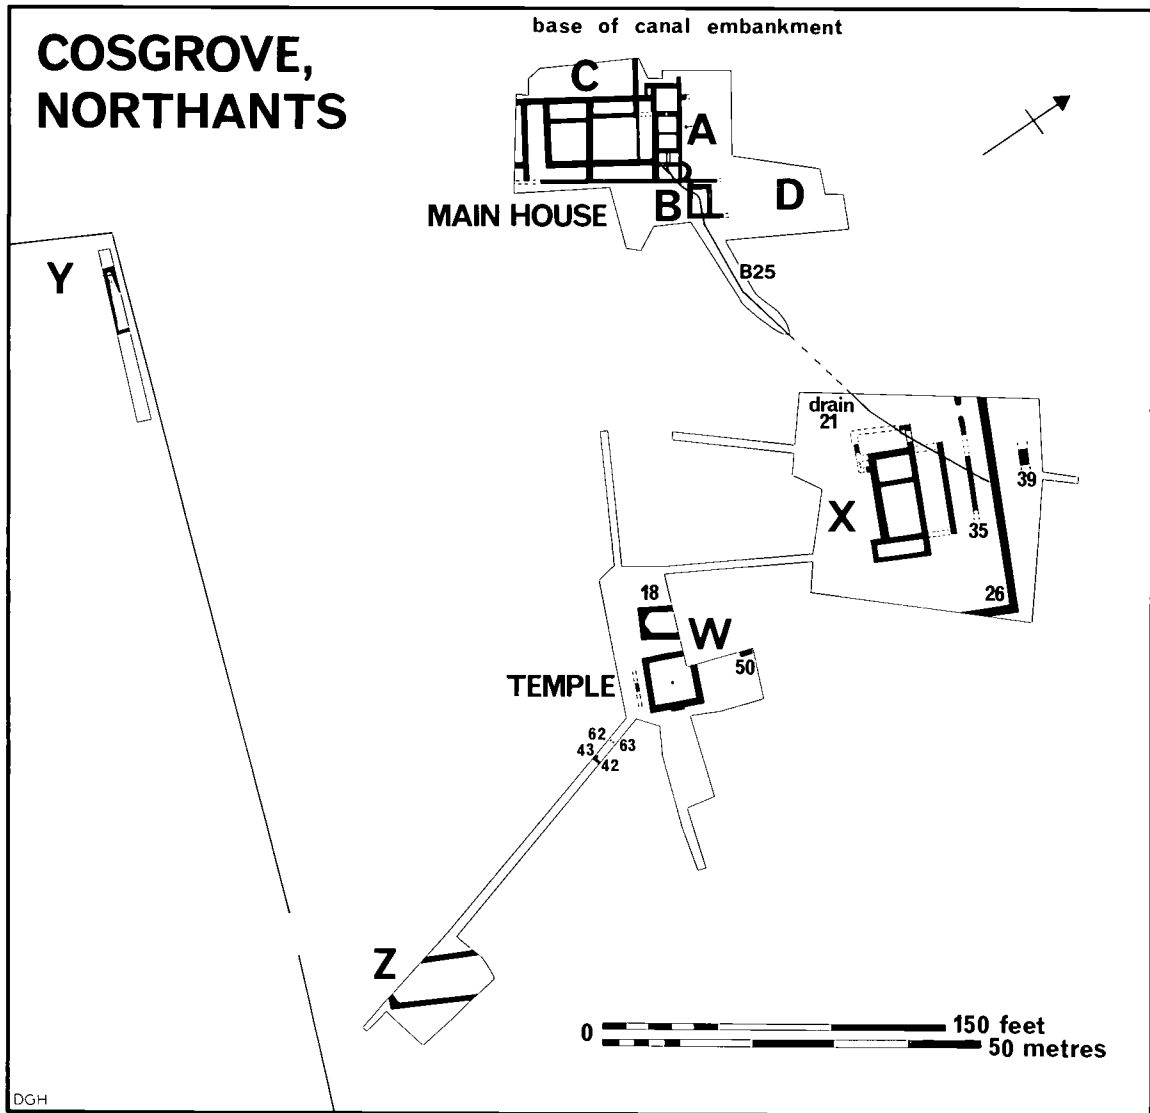 base of canal embankment
COSGROVE,
NORTHANTS
C
A
B
D
MAIN HOUSE
Y
B25
drain
21
39
X
35
18
26
W
50
TEMPLE
62
63
43
42
Z
0
150 feet
50 metres
DGH